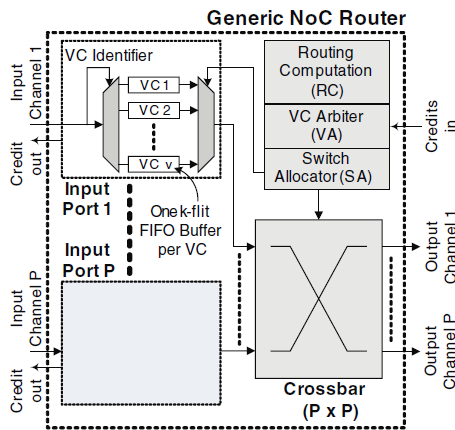 Generic NoC Router
VC Identifier
VC 1
VC 2
VC v
Input
Channel 1
Credit
out
Input
Port 1
One k-flit
FIFO Buffer
per VC
Routing
Computation
(RC)
VC Arbiter
(VA)
Switch
Allocator (SA)
Credits
in
Input
Port P
Input
Channel P
Credit
out
Output
Channel 1
Output
Channel P
Crossbar
(P x P)